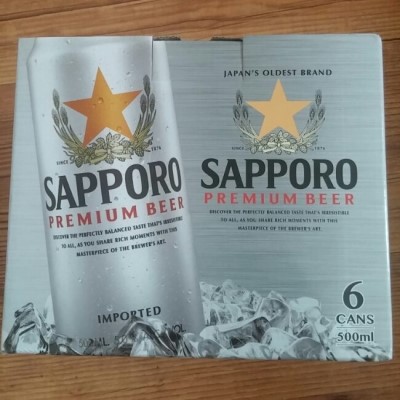 SINCE 1876
SAPPORO
PREMIUM BEER
DISCOVER THE PERFECTLY BALANCED TASTE THAT'S IRRESISTIBLE
TO ALL, AS YOU SHARE RICH MOMENTS WITH THIS
MASTERPIECE OF THE BREWER'S ART.
IMPORTED
JAPAN'S OLDEST BRAND
SINCE 1876
SAPPORO
PREMIUM BEER
DISCOVER THE PERFECTLY BALANCED TASTE THAT'S IRRESISTIBLE
TO ALL, AS YOU SHARE RICH MOMENTS WITH THIS
MASTERPIECE OF THE BREWER'S ART.
6
CANS
500ml